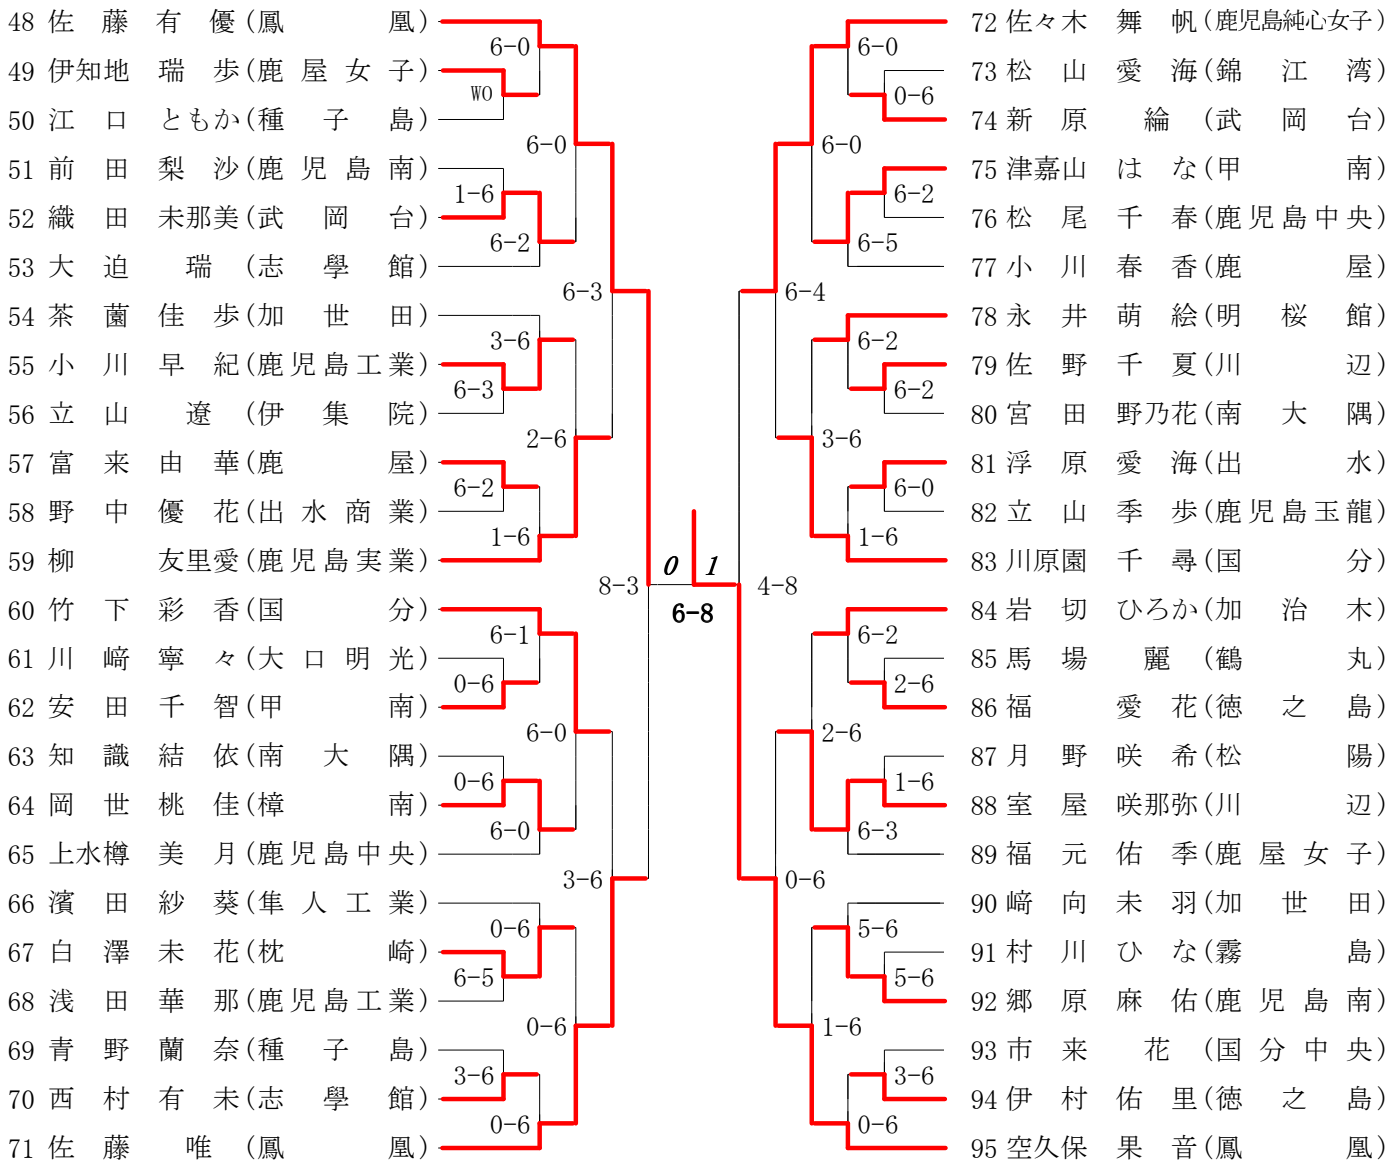 48 佐 藤 有 優 (鳳 凰)
49 伊知地 瑞 歩 (鹿 屋 女 子)
50 江 口 ともか (種 子 島)
51 前 田 梨 沙 (鹿 児 島 南)
52 織 田 未那美 (武 岡 台)
53 大 迫 瑞 (志 學 館)
54 茶 薗 佳 歩 (加 世 田)
55 小 川 早 紀 (鹿児島工業)
56 立 山 遼 (伊 集 院)
57 富 来 由 華 (鹿 屋)
58 野 中 優 花 (出 水 商 業)
59 柳 友里愛 (鹿児島実業)
60 竹 下 彩 香 (国 分)
61 川 﨑 寧 々 (大 口 明 光)
62 安 田 千 智 (甲 南)
63 知 識 結 依 (南 大 隅)
64 岡 世 桃 佳 (樟 南)
65 上水樽 美 月 (鹿児島中央)
66 濱 田 紗 葵 (隼 人 工 業)
67 白 澤 未 花 (枕 崎)
68 浅 田 華 那 (鹿児島工業)
69 青 野 蘭 奈 (種 子 島)
70 西 村 有 未 (志 學 館)
71 佐 藤 唯 (鳳 凰)
6-0
WO
6-0
1-6
6-2
6-3
3-6
6-3
2-6
6-2
1-6
8-3
6-1
0-6
6-0
0-6
6-0
3-6
0-6
6-5
0-6
3-6
0-6
0 1
6-8
72 佐々木 舞 帆 (鹿児島純心女子)
73 松 山 愛 海 (錦 江 湾)
74 新 原 綸 (武 岡 台)
75 津嘉山 は な (甲 南)
76 松 尾 千 春 (鹿児島中央)
77 小 川 春 香 (鹿 屋)
78 永 井 萌 絵 (明 桜 館)
79 佐 野 千 夏 (川 辺)
80 宮 田 野乃花 (南 大 隅)
81 浮 原 愛 海 (出 水)
82 立 山 季 歩 (鹿児島玉龍)
83 川原園 千 尋 (国 分)
84 岩 切 ひろか (加 治 木)
85 馬 場 麗 (鶴 丸)
86 福 愛 花 (徳 之 島)
87 月 野 咲 希 (松 陽)
88 室 屋 咲那弥 (川 辺)
89 福 元 佑 季 (鹿 屋 女 子)
90 﨑 向 未 羽 (加 世 田)
91 村 川 ひ な (霧 島)
92 郷 原 麻 佑 (鹿 児 島 南)
93 市 来 花 (国 分 中 央)
94 伊 村 佑 里 (徳 之 島)
95 空久保 果 音 (鳳 凰)
6-0
0-6
6-0
6-2
6-5
6-4
6-2
6-2
3-6
6-0
1-6
4-8
6-2
2-6
2-6
1-6
6-3
0-6
5-6
5-6
1-6
3-6
0-6